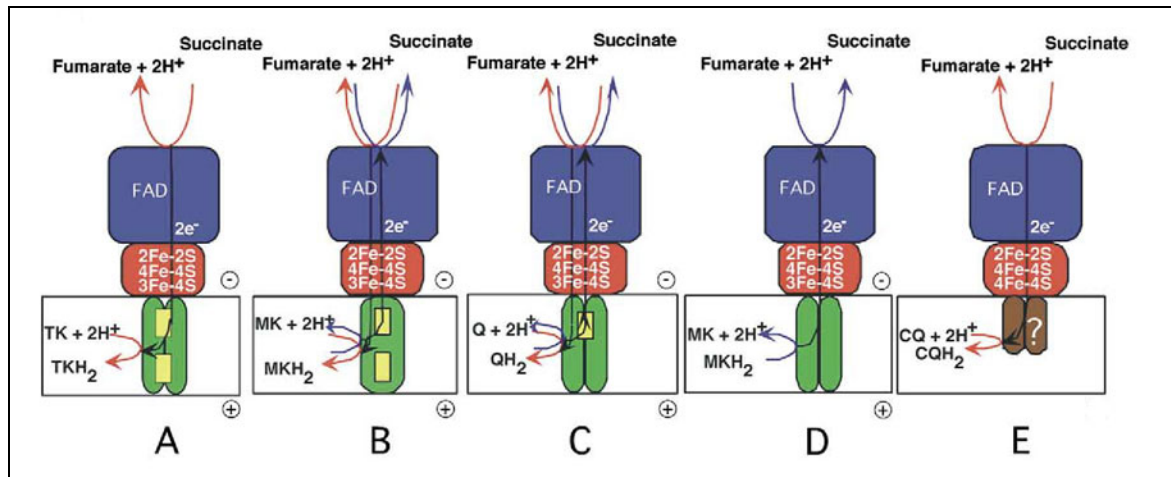 Succinate
Fumarate + 2H+
FAD
2e-
2Fe-2S
4Fe-4S
3Fe-4S
-
TK + 2H+
TKH2
+
A
Succinate
Fumarate + 2H+
FAD
2e-
2Fe-2S
4Fe-4S
3Fe-4S
-
MK + 2H+
MKH2
+
B
Succinate
Fumarate + 2H+
FAD
2e-
2Fe-2S
4Fe-4S
3Fe-4S
-
Q + 2H+
QH2
+
C
Succinate
Fumarate + 2H+
FAD
2e-
2Fe-2S
4Fe-4S
3Fe-4S
-
MK + 2H+
MKH2
+
D
Succinate
Fumarate + 2H+
FAD
2e-
2Fe-2S
4Fe-4S
4Fe-4S
?
CQ + 2H+
CQH2
E